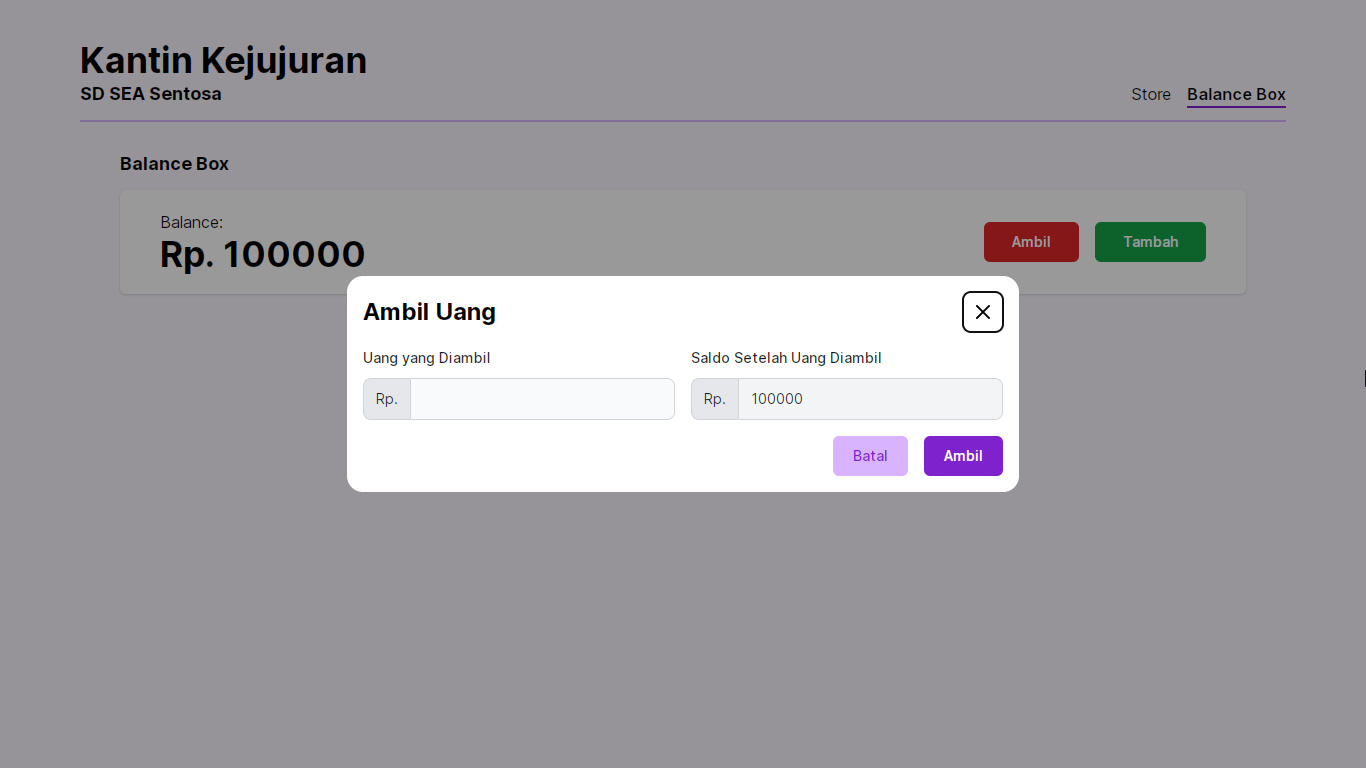 Kantin Kejujuran
SD SEA Sentosa
Store Balance Box
Balance Box
Balance:
Rp. 100000
Ambil Tambah
Ambil Uang
Uang yang Diambil Saldo Setelah Uang Diambil
Rp. Rp. 100000
Batal Ambil